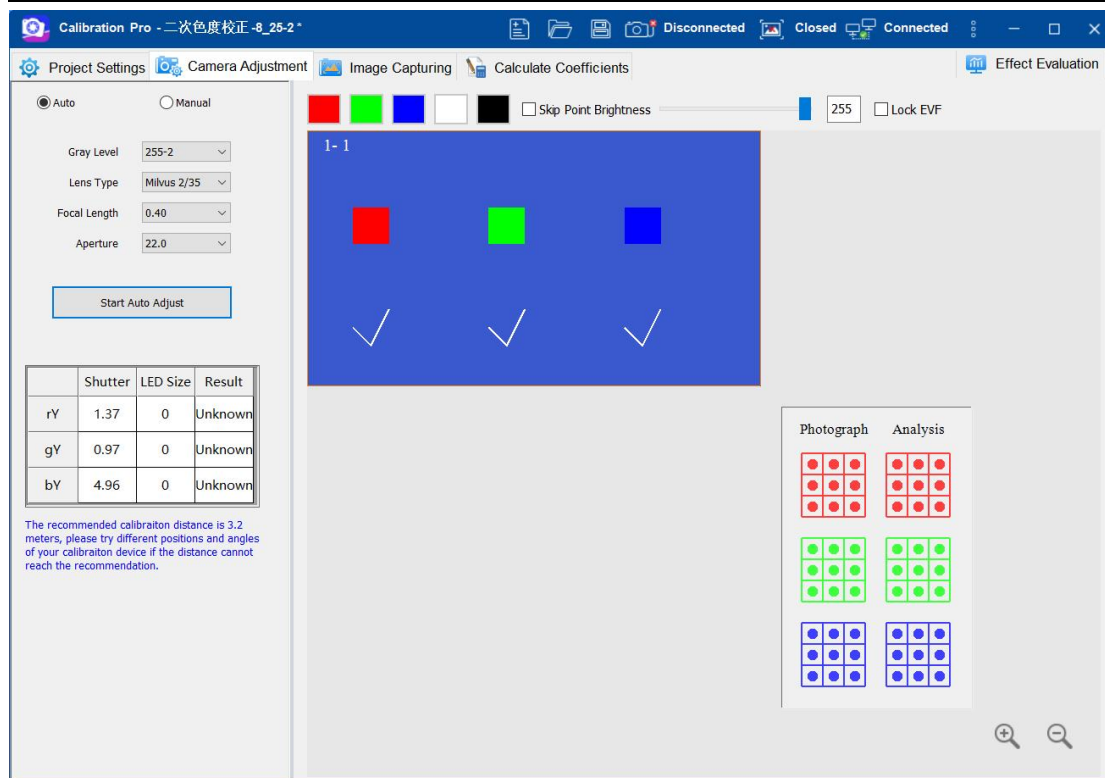 Calibration Pro - 二次色度校正 -8_25-2 *
Disconnected
Closed
Connected
Project Settings
Camera Adjustment
Image Capturing
Calculate Coefficients
Effect Evaluation
Auto
Manual
Skip Point Brightness
255
Lock EVF
Gray Level 255-2
Lens Type Milvus 2/35
Focal Length 0.40
Aperture 22.0
Start Auto Adjust
Shutter LED Size Result
rY 1.37 0 Unknown
gY 0.97 0 Unknown
bY 4.96 0 Unknown
The recommended calibraiton distance is 3.2
meters, please try different positions and angles
of your calibraiton device if the distance cannot
reach the recommendation.
1- 1
Photograph Analysis